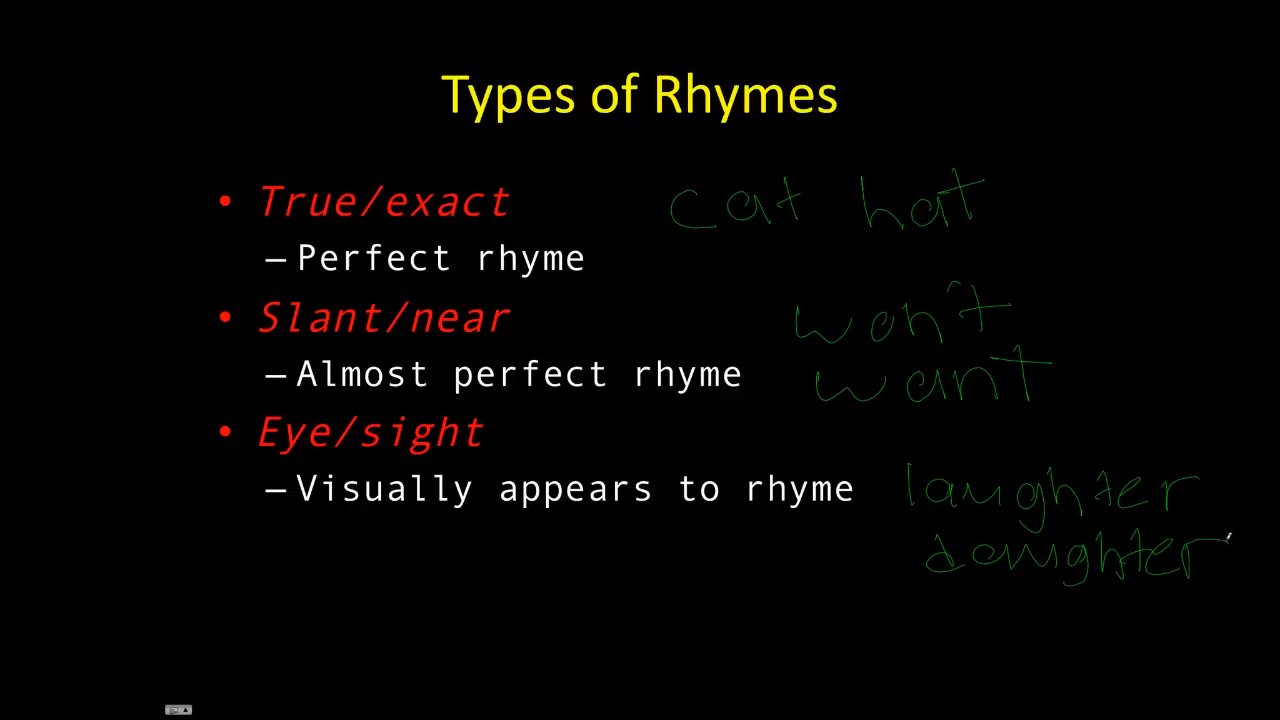 Types of Rhymes
• True/exact cat hat
– Perfect rhyme
• Slant/near won't
– Almost perfect rhyme want
• Eye/sight
– Visually appears to rhyme laughter
daughter